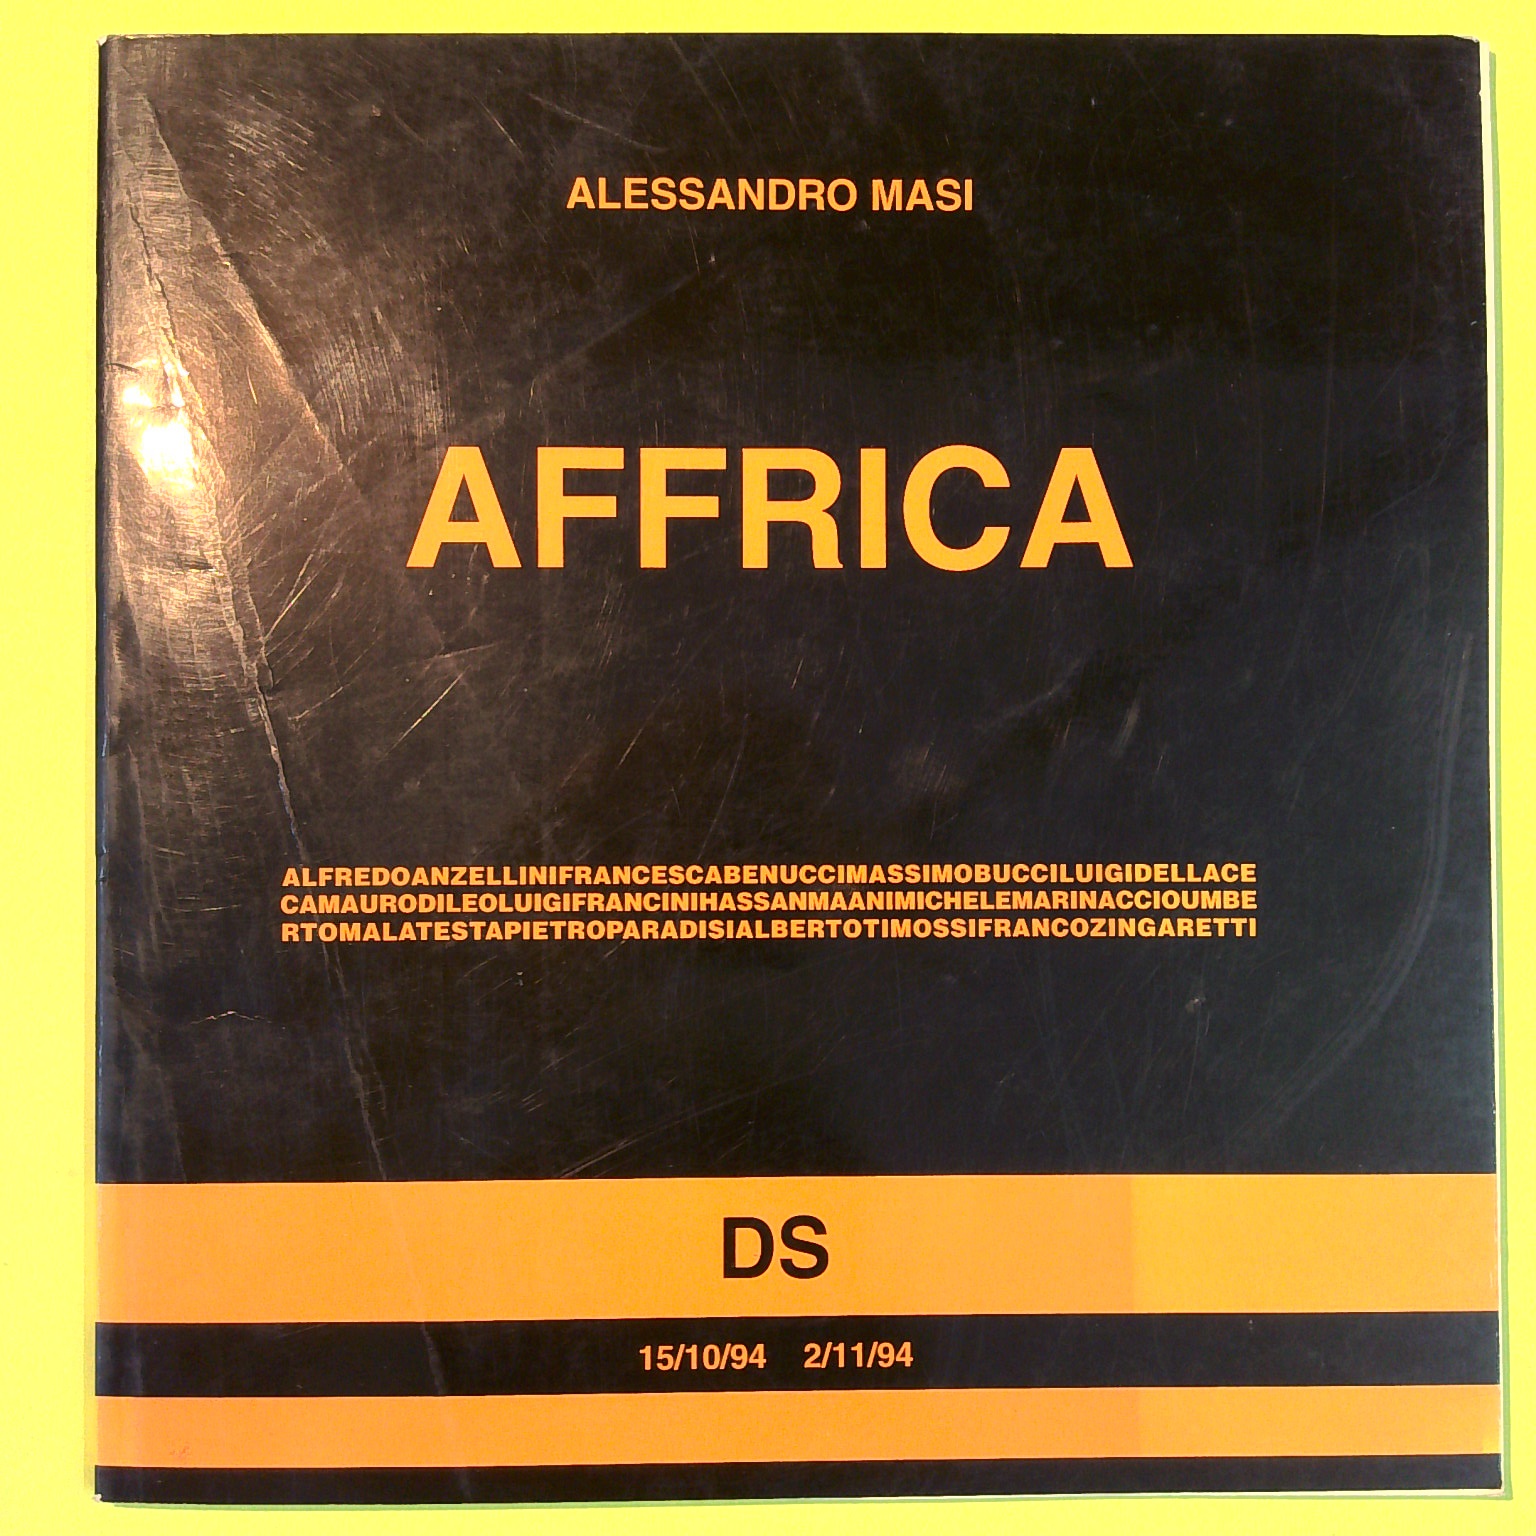 ALESSANDRO MASI
AFFRICA
ALFREDOANZELLINIFRANCESCABENUCCIMASSIMOBUCCILUIGIDELLACE
CAMAURODILEOLUIGIFRANCINIHASSANMAANIMICHELEMARINACCIOUMBE
RTOMALATESTAPIETROPARADISIALBERTOTIMOSSIFRANCOZINGARETTI
DS
15/10/94 2/11/94